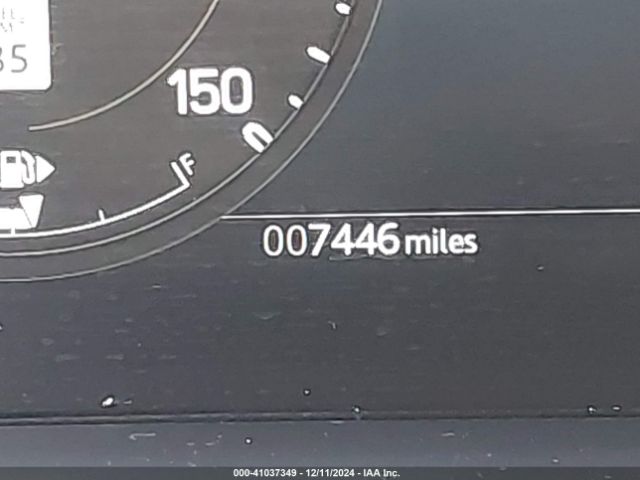 150
F
007446 miles
000-41037349 - 12/11/2024 - IAA Inc.